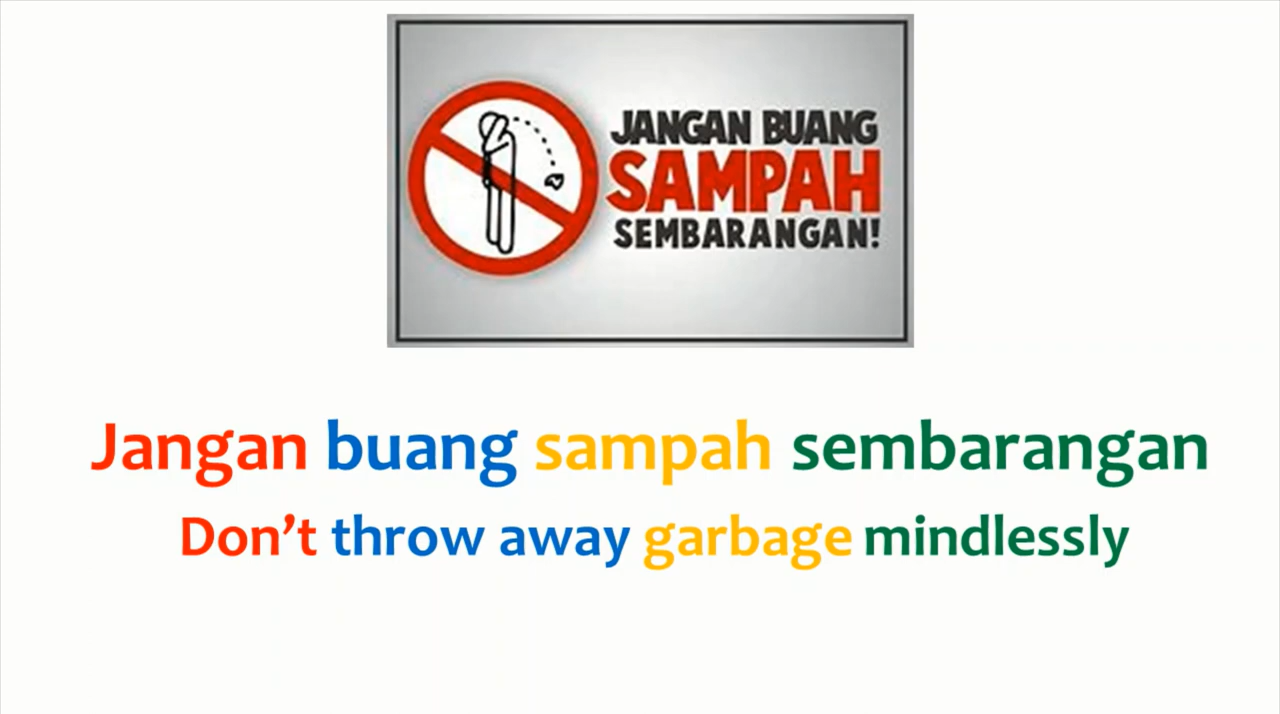 JANGAN BUANG
SAMPAH
SEMBARANGAN!
Jangan buang sampah sembarangan
Don't throw away garbage mindlessly